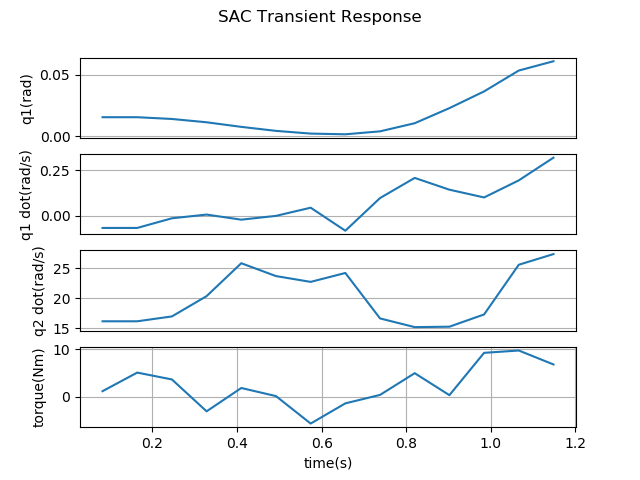 SAC Transient Response
q1(rad)
0.05
0.00
q1 dot(rad/s)
0.25
0.00
q2 dot(rad/s)
25
20
15
torque(Nm)
10
0
0.2 0.4 0.6 0.8 1.0 1.2
time(s)